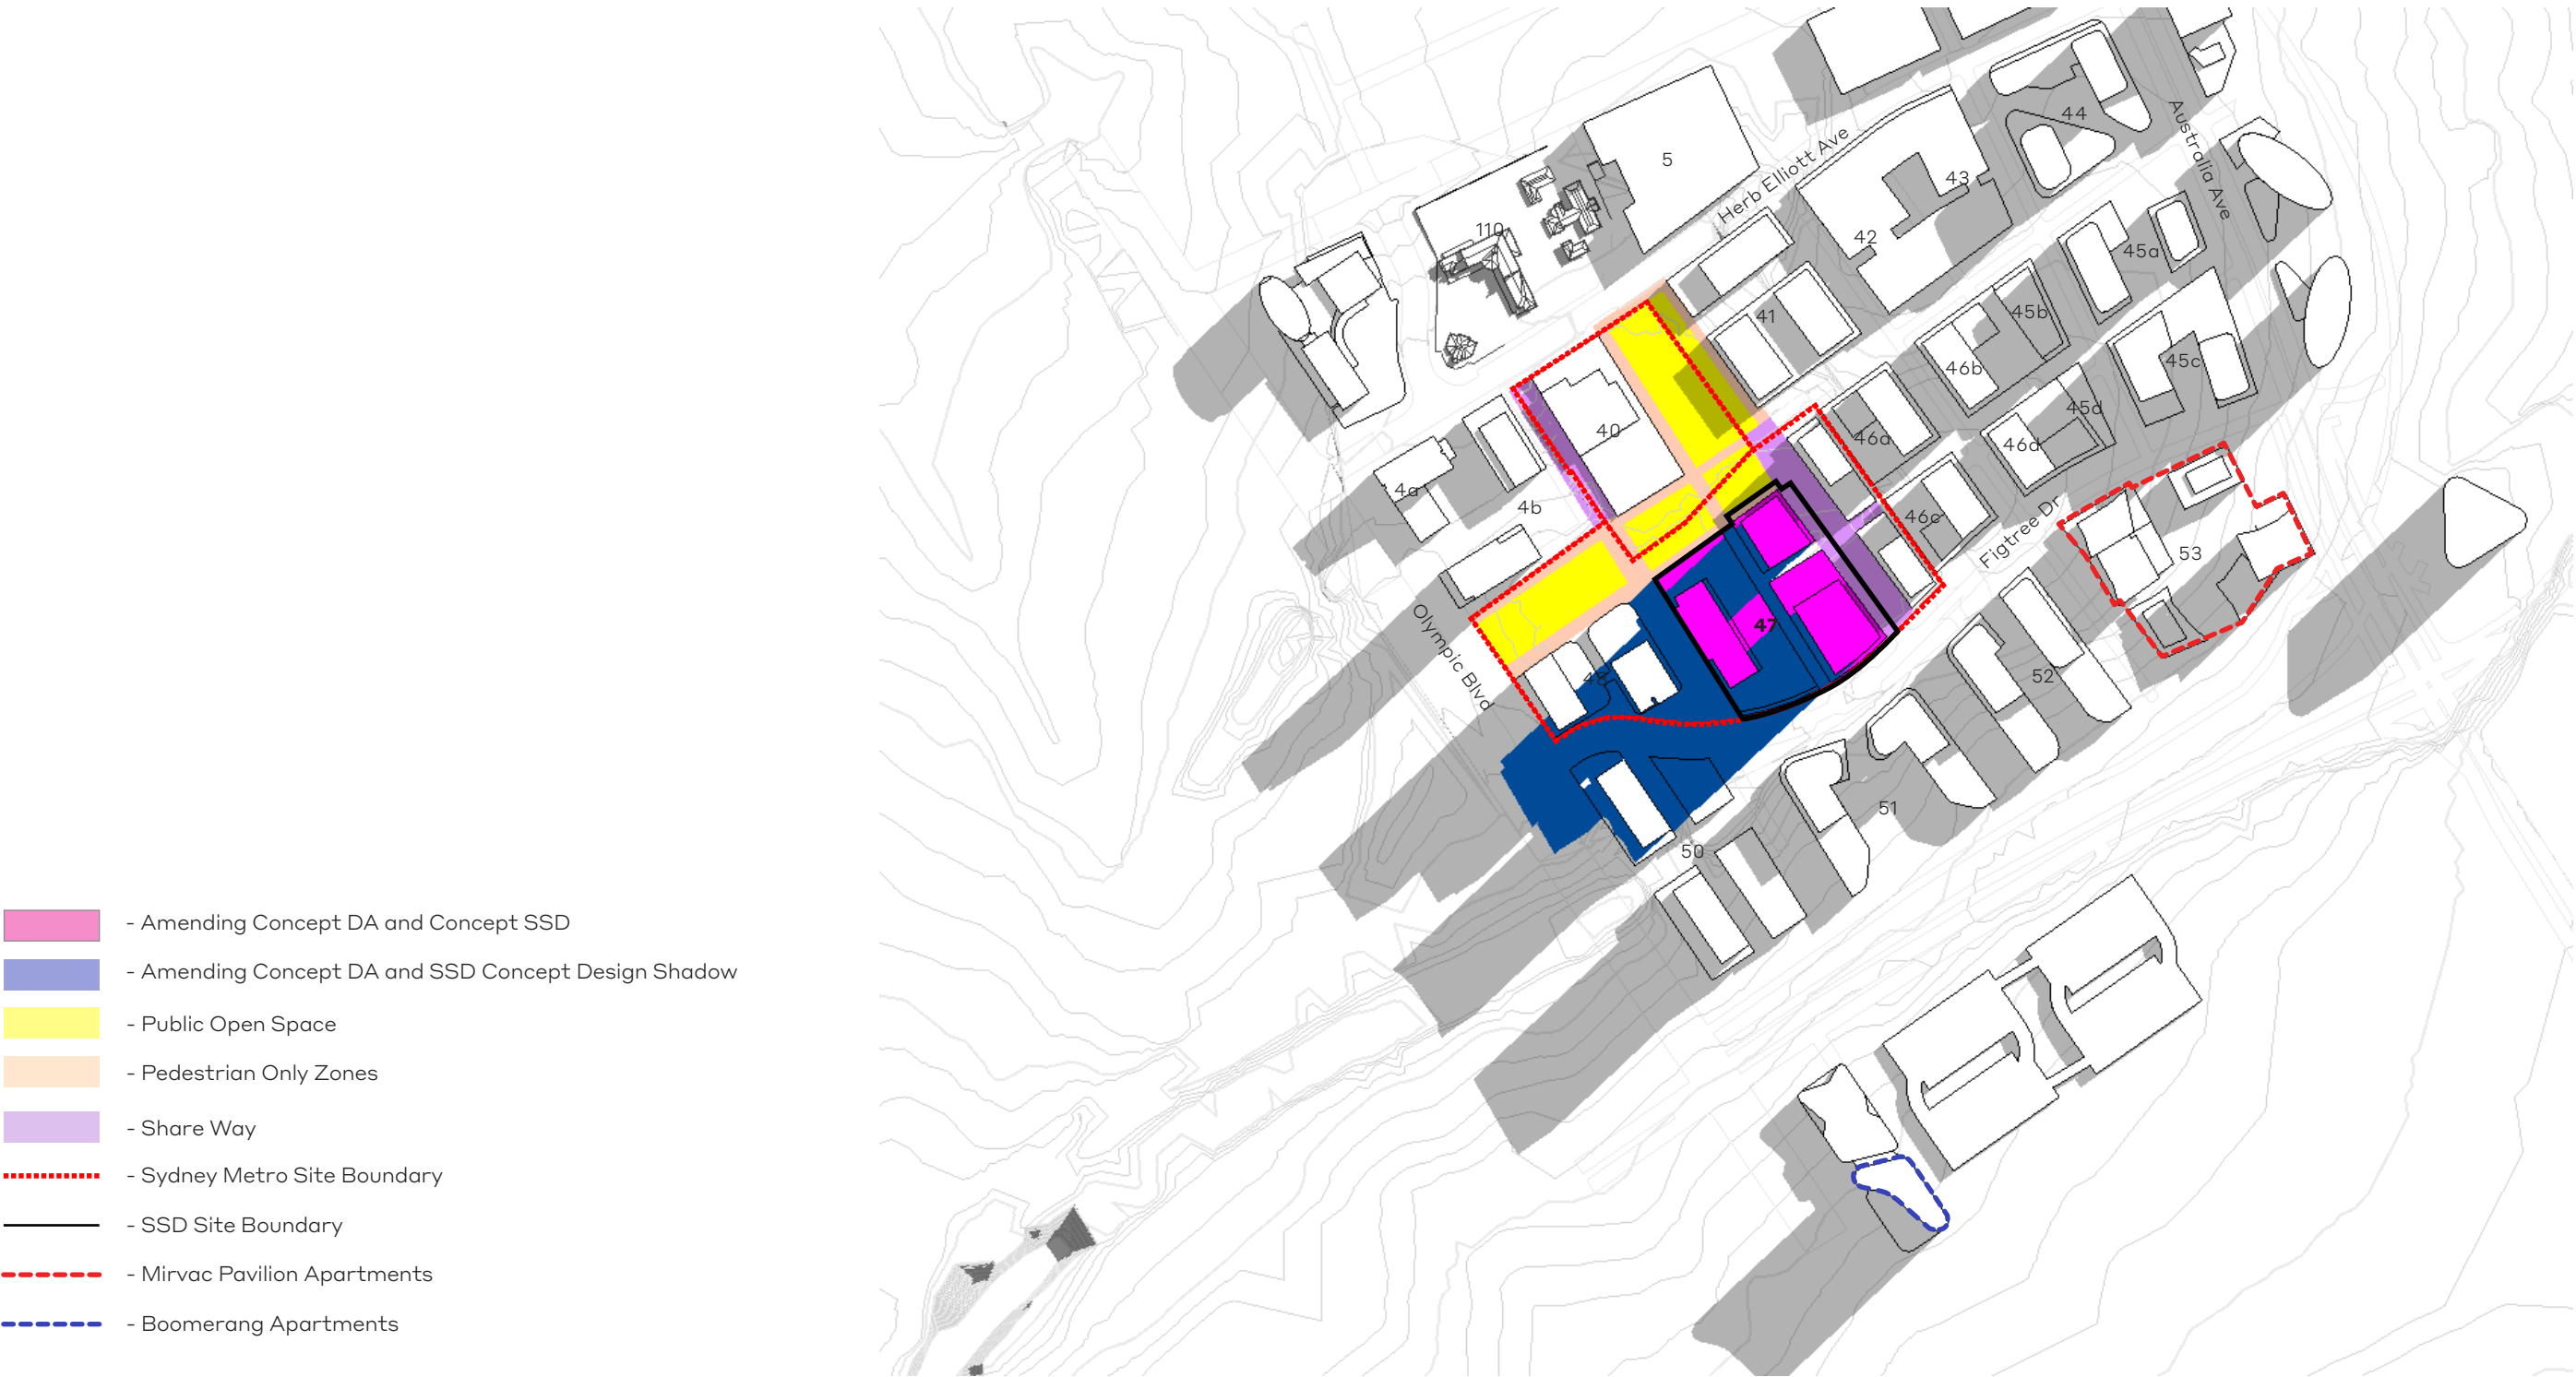 - Amending Concept DA and Concept SSD
- Amending Concept DA and SSD Concept Design Shadow
- Public Open Space
- Pedestrian Only Zones
- Share Way
- Sydney Metro Site Boundary
- SSD Site Boundary
- Mirvac Pavilion Apartments
- Boomerang Apartments
44
Australia Ave
5
Herb Elliott Ave
43
110
42
45a
41
45b
46b
45c
45d
40
46a
46d
4a
4b
46c
Figtree Dr
53
Olympic Blvd
47
48
52
51
50